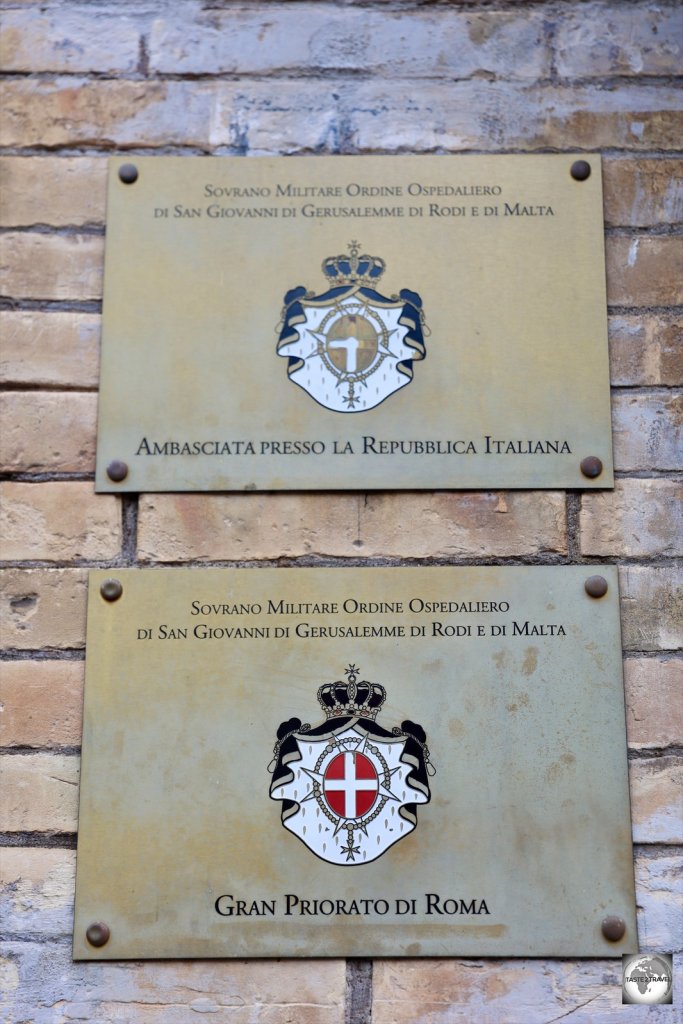 Sovrano Militare Ordine Ospedaliero
di San Giovanni di Gerusalemme di Rodi e di Malta
Ambasciata presso la Repubblica Italiana
Sovrano Militare Ordine Ospedaliero
di San Giovanni di Gerusalemme di Rodi e di Malta
Gran Priorato di Roma
TASTE2TRAVEL